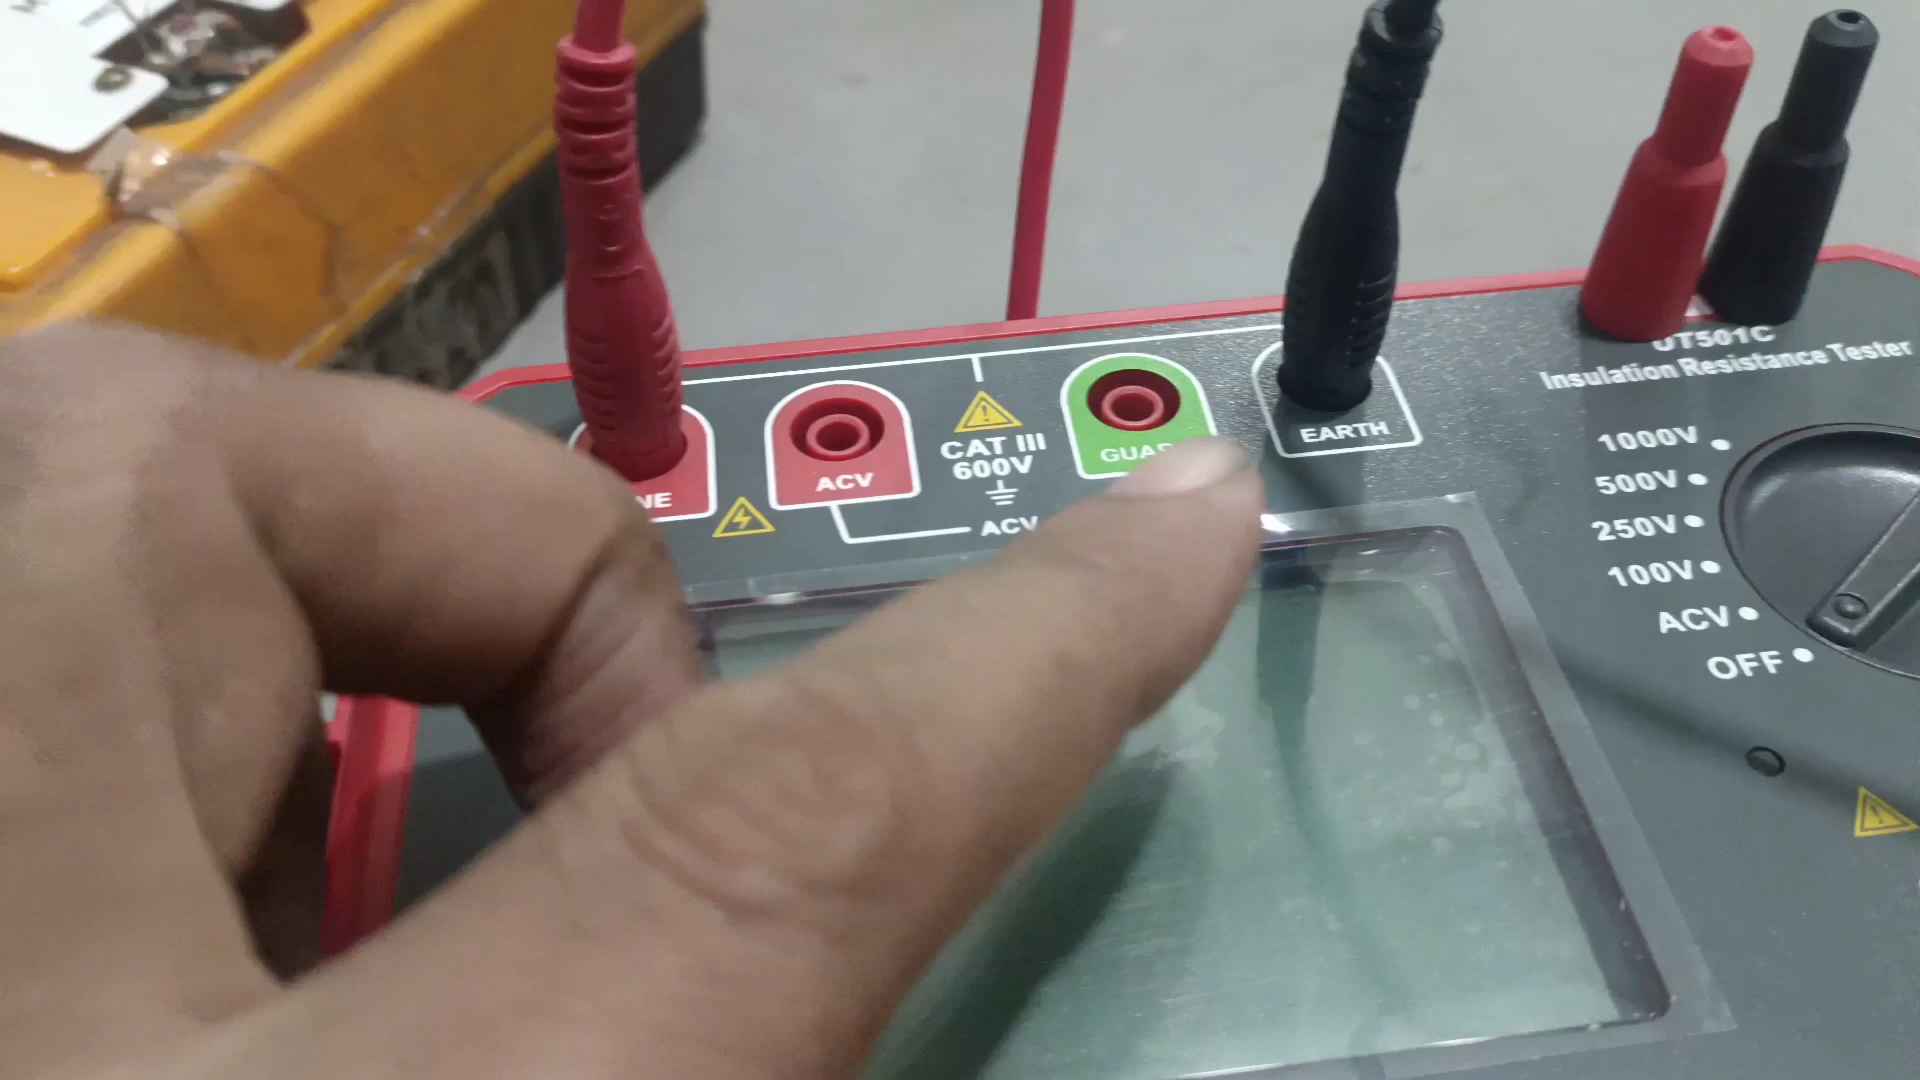 ACV
CAT III
600V
ACV
EARTH
UT501C
Insulation Resistance Tester
1000V
500V
250V
100V
ACV
OFF